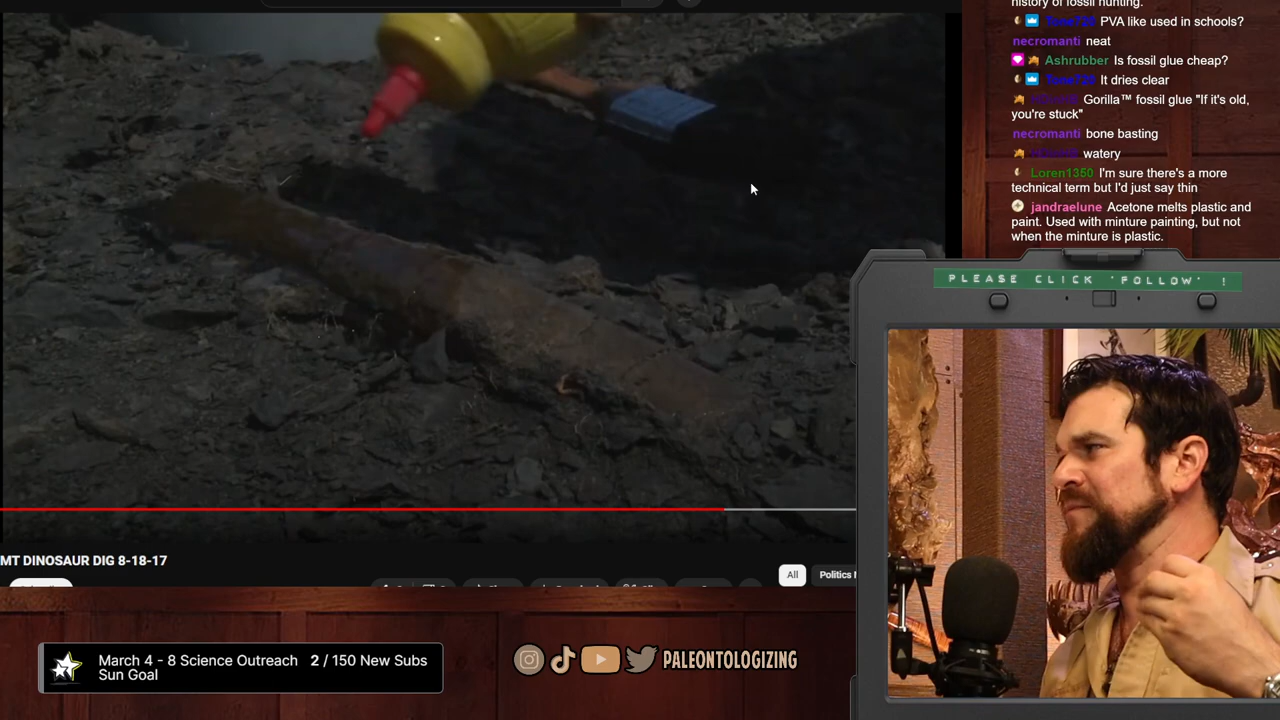 history of fossil hunting.
Tone726 PVA like used in schools?
necromanti neat
Ashrubber Is fossil glue cheap?
Tone726 It dries clear
Gorilla™ fossil glue "If it's old,
you're stuck"
necromanti bone basting
watery
Loren1350 I'm sure there's a more
technical term but I'd just say thin
jandraelune Acetone melts plastic and
paint. Used with minture painting, but not
when the minture is plastic.
PLEASE CLICK 'FOLLOW' !
MT DINOSAUR DIG 8-18-17
All
Politics
March 4 - 8 Science Outreach 2 / 150 New Subs
Sun Goal
PALEONTOLOGIZING